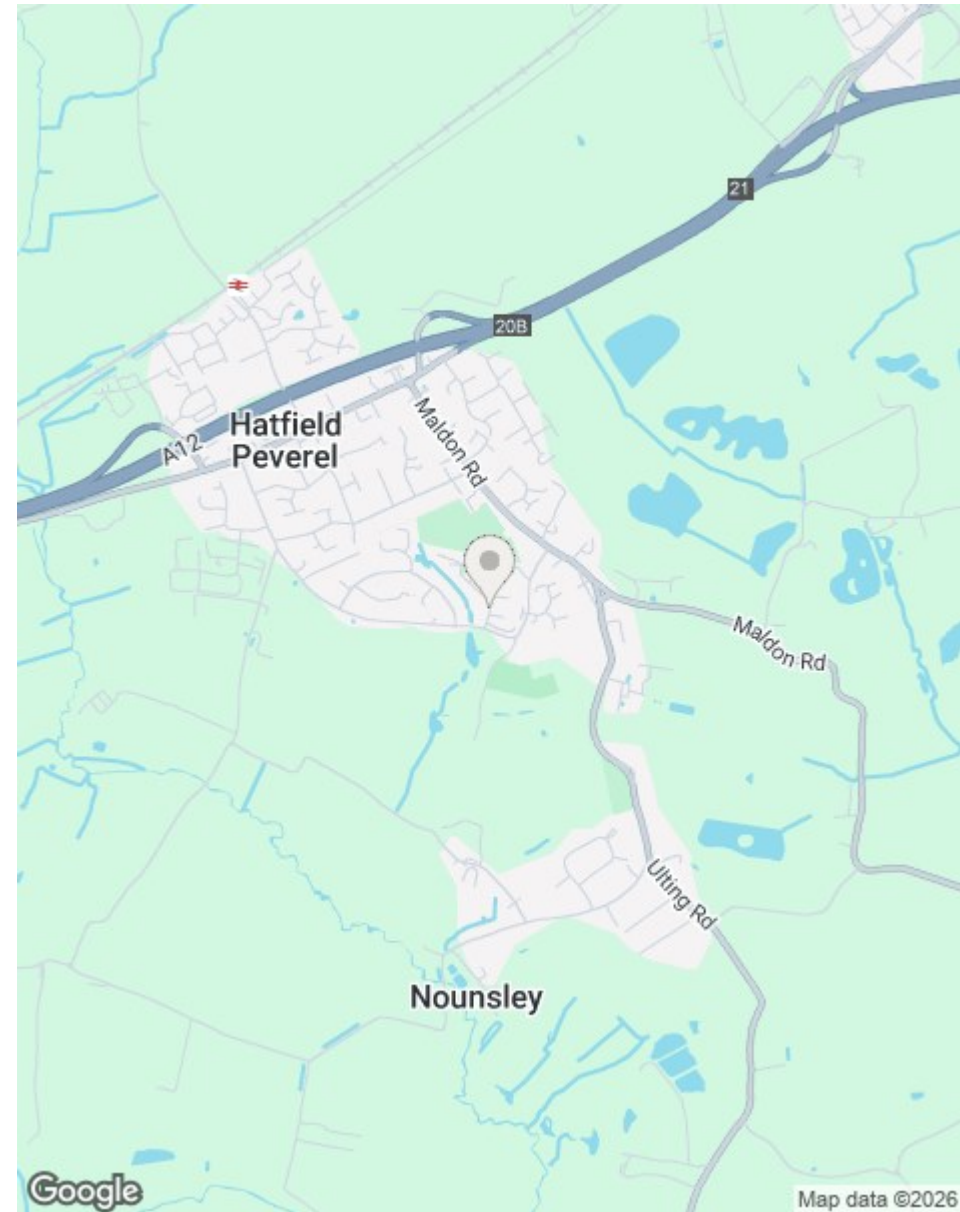 21
20B
A12
Hatfield
Peverel
Maldon Rd
Maldon Rd
Ulting Rd
Nounsley
Google
Map data ©2026